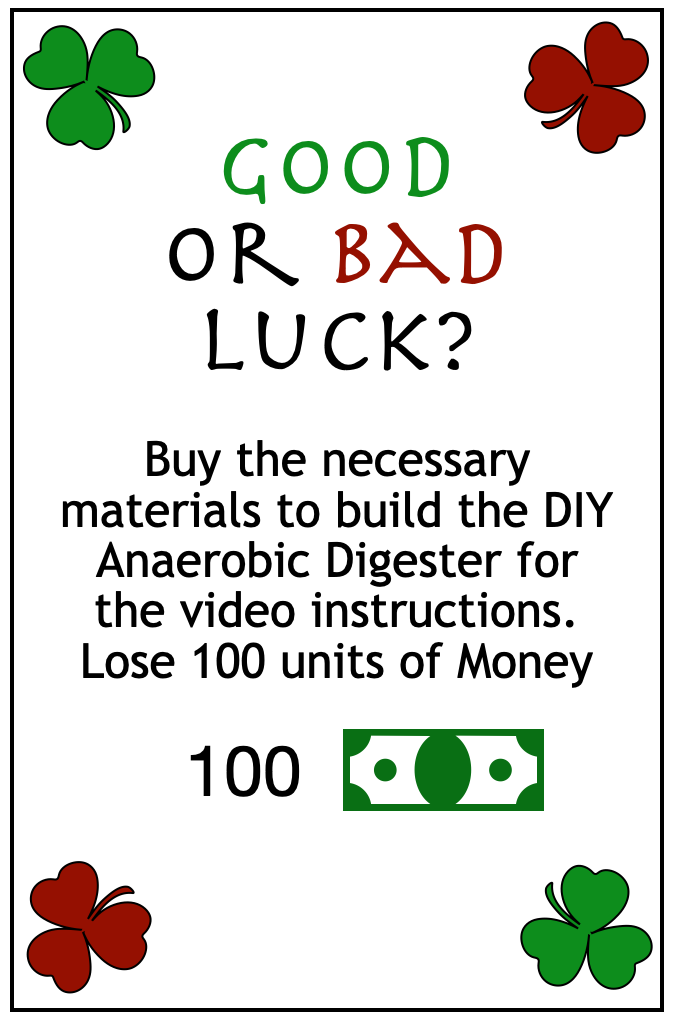 GOOD
OR BAD
LUCK?
Buy the necessary
materials to build the DIY
Anaerobic Digester for
the video instructions.
Lose 100 units of Money
100